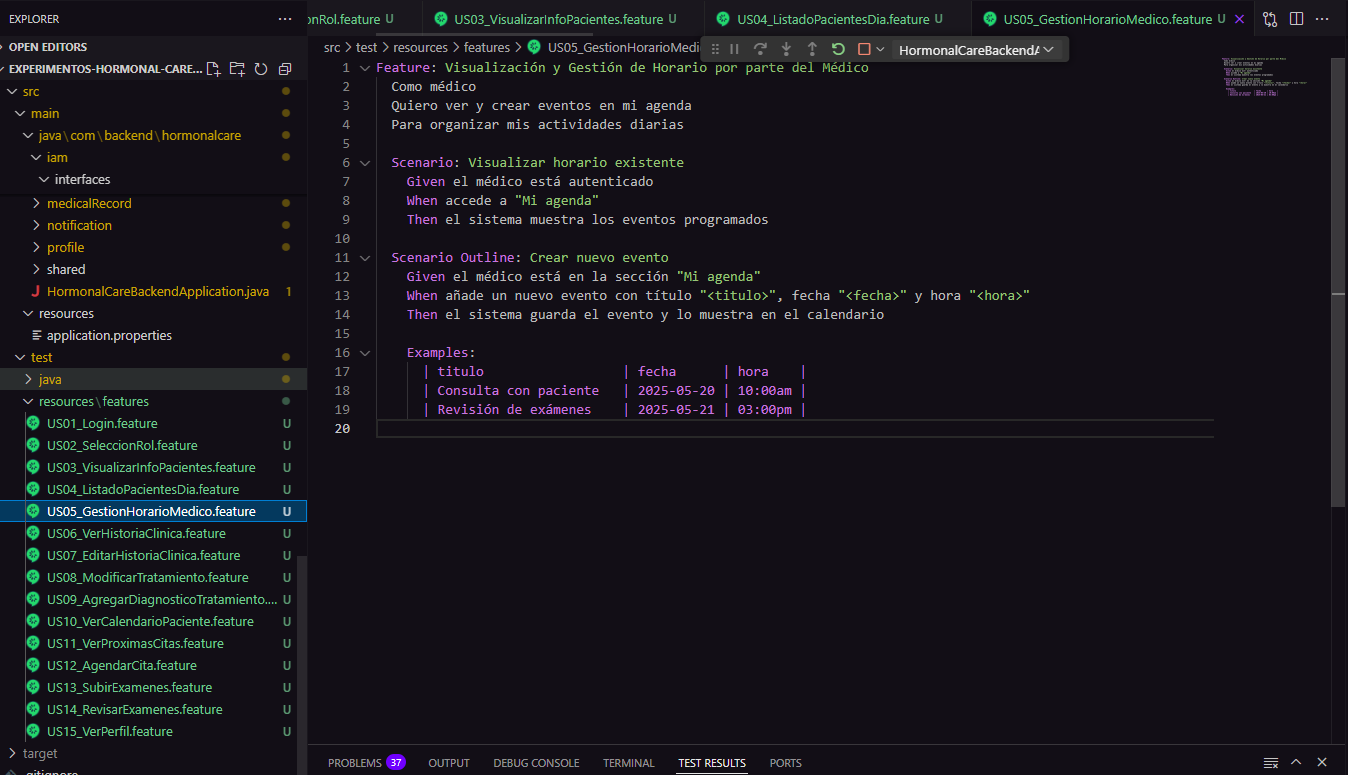 EXPLORER
OPEN EDITORS
EXPERIMENTOS-HORMONAL-CARE...
src
main
java\com\backend\hormonalcare
iam
interfaces
medicalRecord
notification
profile
shared
HormonalCareBackendApplication.java 1
resources
application.properties
test
java
resources\features
US01_Login.feature U
US02_SeleccionRol.feature U
US03_VisualizarInfoPacientes.feature U
US04_ListadoPacientesDia.feature U
US05_GestionHorarioMedico.feature U
US06_VerHistoriaClinica.feature U
US07_EditarHistoriaClinica.feature U
US08_ModificarTratamiento.feature U
US09_AgregarDiagnosticoTratamiento.... U
US10_VerCalendarioPaciente.feature U
US11_VerProximasCitas.feature U
US12_AgendarCita.feature U
US13_SubirExamenes.feature U
US14_RevisarExamenes.feature U
US15_VerPerfil.feature U
target
.gitignore
onRol.feature U
US03_VisualizarInfoPacientes.feature U
US04_ListadoPacientesDia.feature U
US05_GestionHorarioMedico.feature U
src > test > resources > features > US05_GestionHorarioMedi
HormonalCareBackendA
1 Feature: Visualización y Gestión de Horario por parte del Médico
2 Como médico
3 Quiero ver y crear eventos en mi agenda
4 Para organizar mis actividades diarias
5
6 Scenario: Visualizar horario existente
7 Given el médico está autenticado
8 When accede a "Mi agenda"
9 Then el sistema muestra los eventos programados
10
11 Scenario Outline: Crear nuevo evento
12 Given el médico está en la sección "Mi agenda"
13 When añade un nuevo evento con título "<titulo>", fecha "<fecha>" y hora "<hora>"
14 Then el sistema guarda el evento y lo muestra en el calendario
15
16 Examples:
17 | titulo | fecha | hora |
18 | Consulta con paciente | 2025-05-20 | 10:00am |
19 | Revisión de exámenes | 2025-05-21 | 03:00pm |
20
PROBLEMS 37 OUTPUT DEBUG CONSOLE TERMINAL TEST RESULTS PORTS